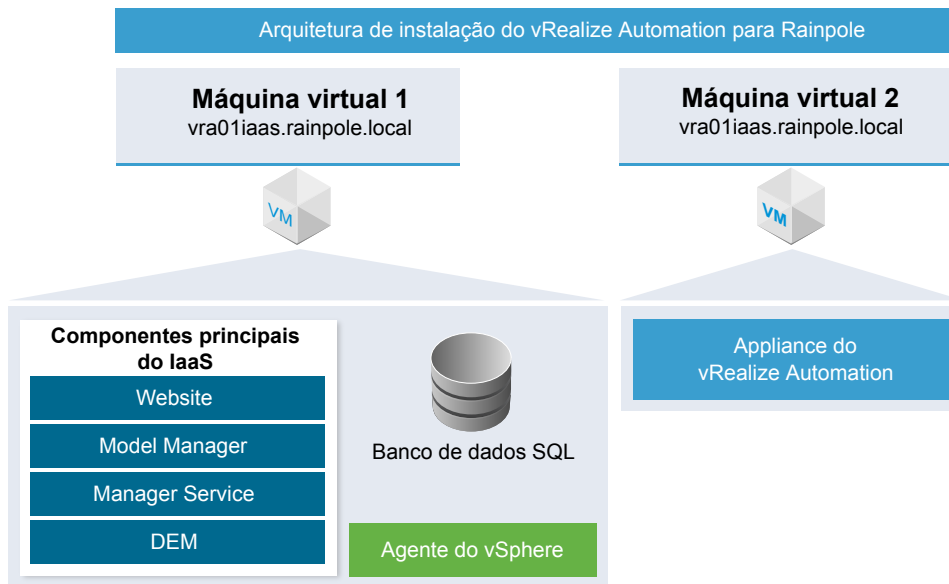 Arquitetura de instalação do vRealize Automation para Rainpole
Máquina virtual 1
vra01iaas.rainpole.local
Máquina virtual 2
vra01iaas.rainpole.local
VM
VM
Componentes principais
do IaaS
Website
Model Manager
Manager Service
DEM
Banco de dados SQL
Agente do vSphere
Appliance do
vRealize Automation